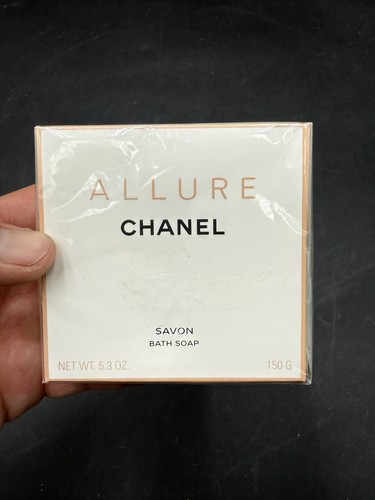 ALLURE
CHANEL
SAVON
BATH SOAP
NET WT. 5.3 OZ. 150 G